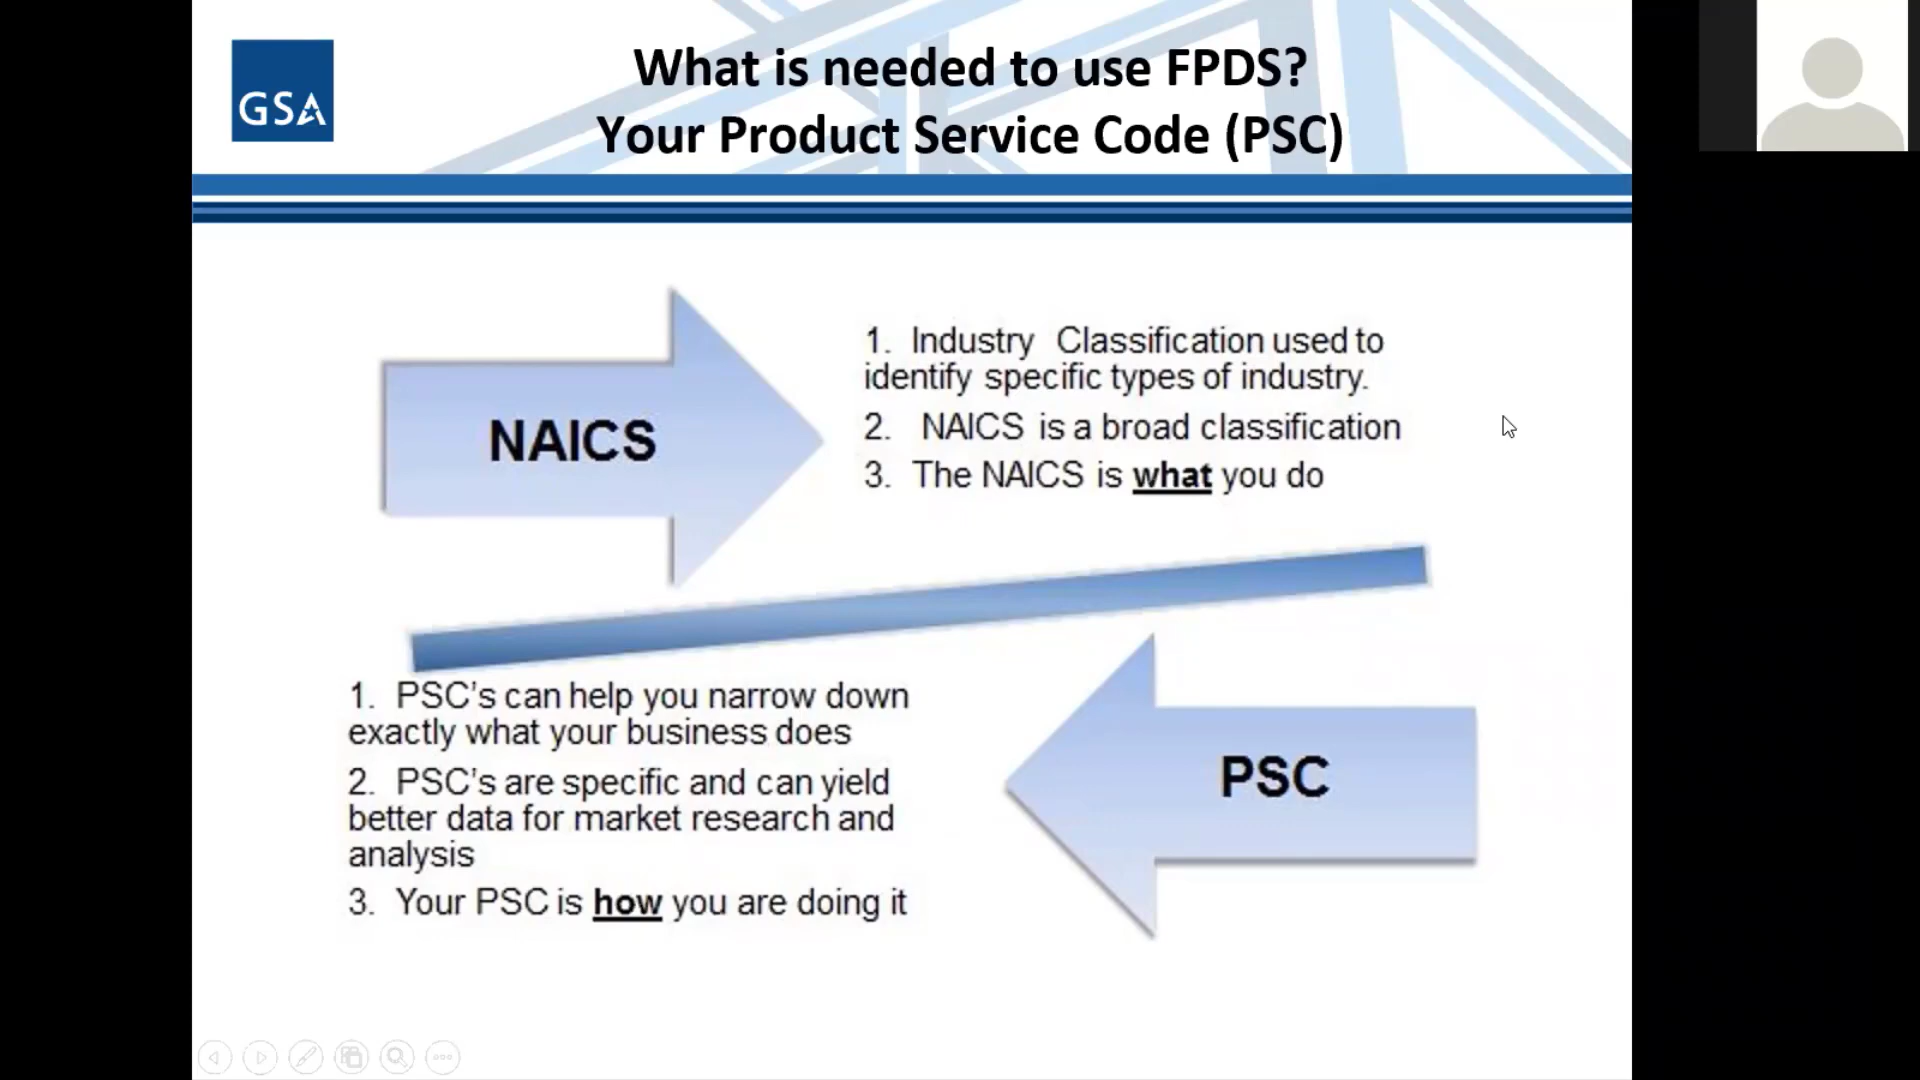 GSA
What is needed to use FPDS?
Your Product Service Code (PSC)
NAICS
1. Industry Classification used to
identify specific types of industry.
2. NAICS is a broad classification
3. The NAICS is what you do
1. PSC's can help you narrow down
exactly what your business does
2. PSC's are specific and can yield
better data for market research and
analysis
3. Your PSC is how you are doing it
PSC